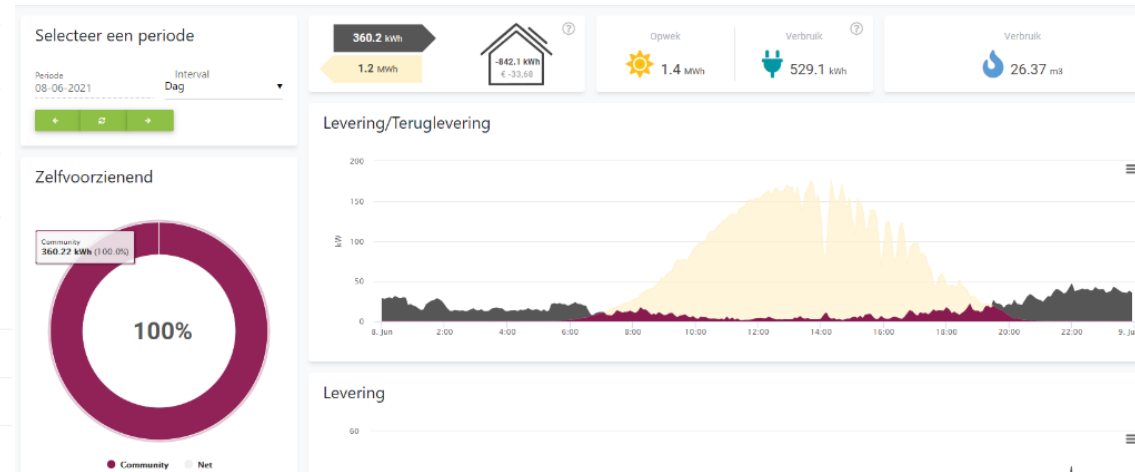 Selecteer een periode
Periode
08-06-2021
Interval
Dag
Zelfvoorzienend
Community
360.22 kWh (100.0%)
100%
Community
Net
360.2 kWh
1.2 MWh
-842.1 kWh
€ -33,68
?
Opwek
1.4 MWh
Verbruik
529.1 kWh
?
Verbruik
26.37 m3
Levering/Teruglevering
200
150
100
50
0
kW
8. Jun
2:00
4:00
6:00
8:00
10:00
12:00
14:00
16:00
18:00
20:00
22:00
9. Ju
Levering
60